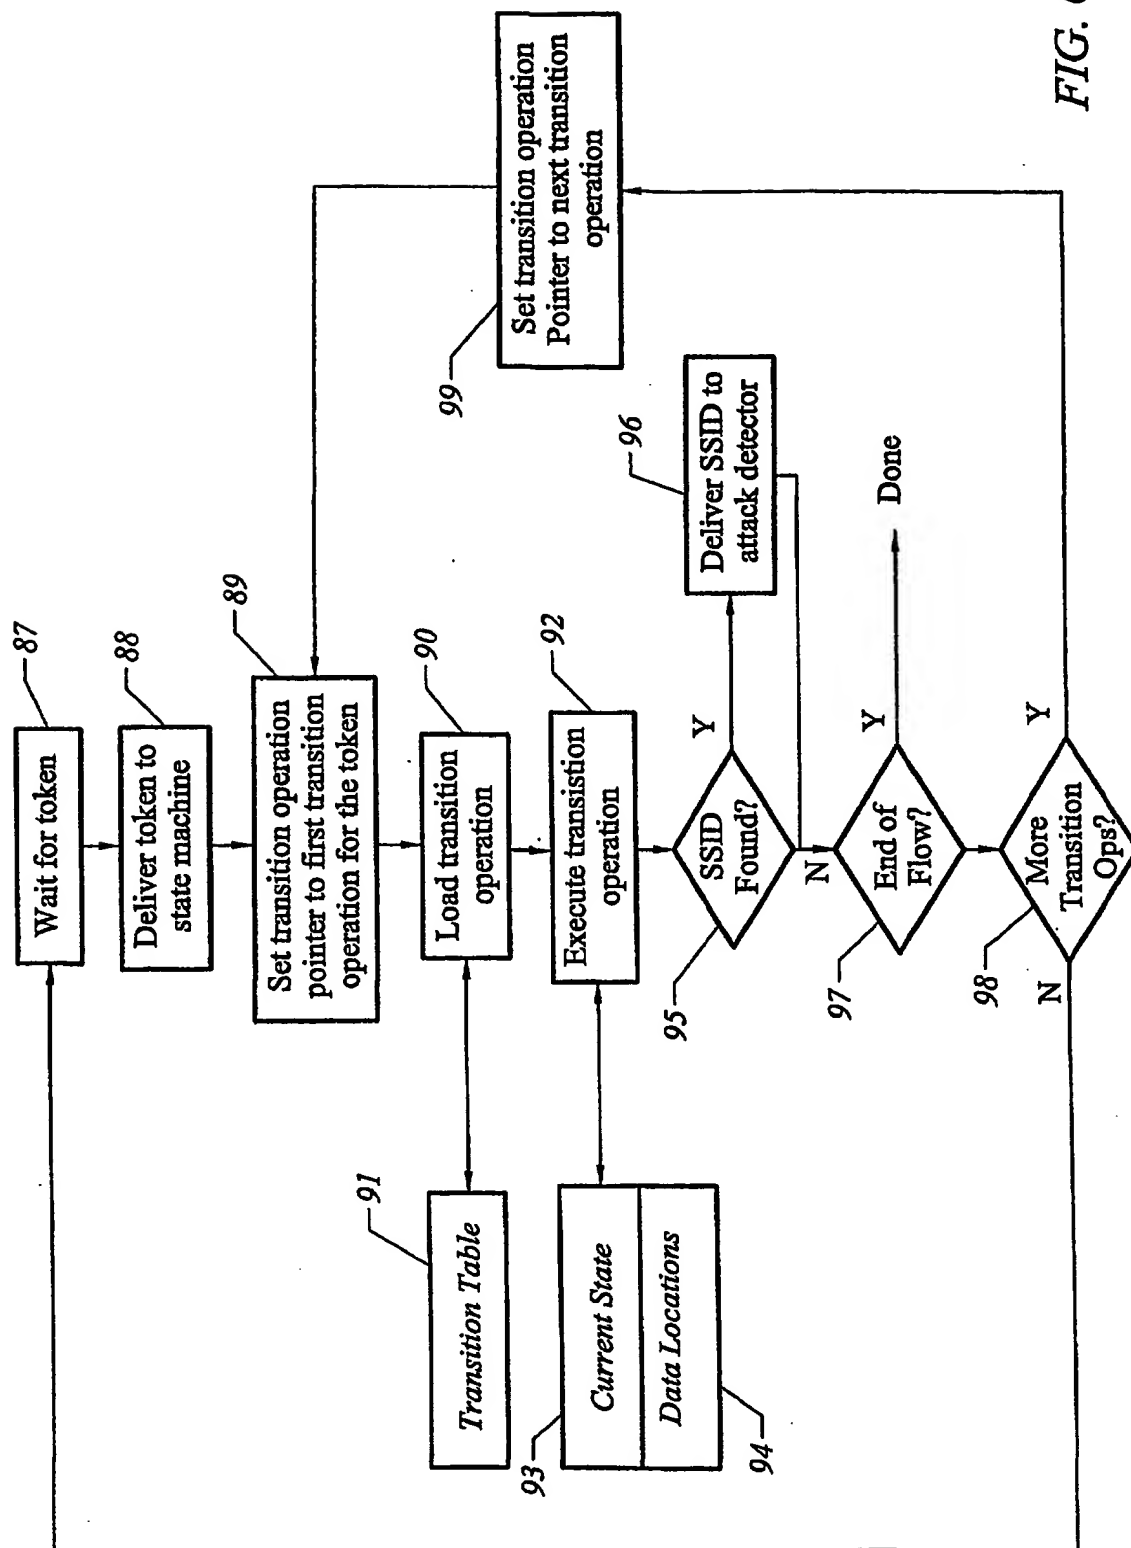 87
Wait for token
88
Deliver token to
state machine
89
Set transition operation
pointer to first transition
operation for the token
90
Load transition
operation
91
Transition Table
92
Execute transistion
operation
93
Current State
Data Locations
94
95
SSID
Found?
Y
N
96
Deliver SSID to
attack detector
97
End of
Flow?
Y
Done
98
More
Transition
Ops?
Y
N
99
Set transition operation
Pointer to next transition
operation
FIG.